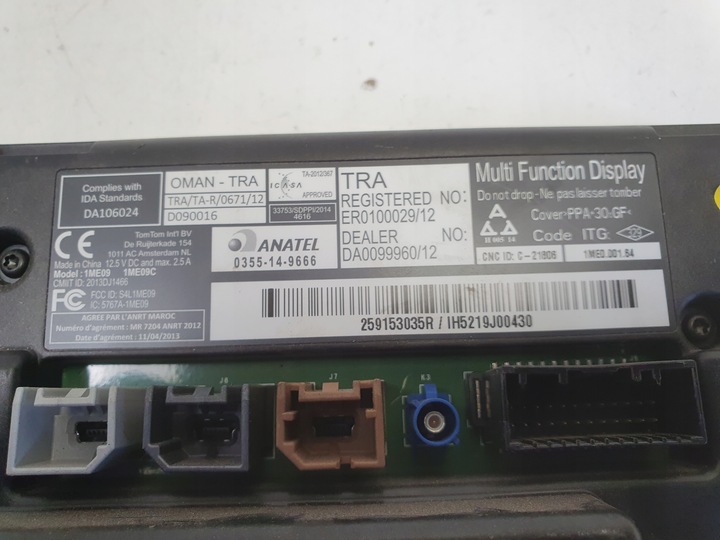 Complies with
IDA Standards
DA106024
OMAN - TRA
TRA/TA-R/0671/12
D090016
TA-2012/367
ICASA
APPROVED
33753/SDPPI/2014
4616
TRA
REGISTERED NO:
ER0100029/12
DEALER NO:
DA0099960/12
Multi Function Display
Do not drop-Ne pas laisser tomber
Cover>PPA-30-GF<
Code ITG:
CNC ID: C-21806
1ME0.001.54
CE
TomTom Int'l BV
De Ruijterkade 154
1011 AC Amsterdam NL
Made in China 12.5 V DC and max. 2.5 A
Model: 1ME09 1ME09C
CMIIT ID: 2013DJ1466
FC
FCC ID: S4L1ME09
IC: 5767A-1ME09
AGREE PAR L'ANRT MAROC
Numéro d'agrément: MR 7204 ANRT 2012
Date d'agrément: 11/04/2013
ANATEL
0355-14-9666
259153035R / IH5219J00430
J6
J7
K3